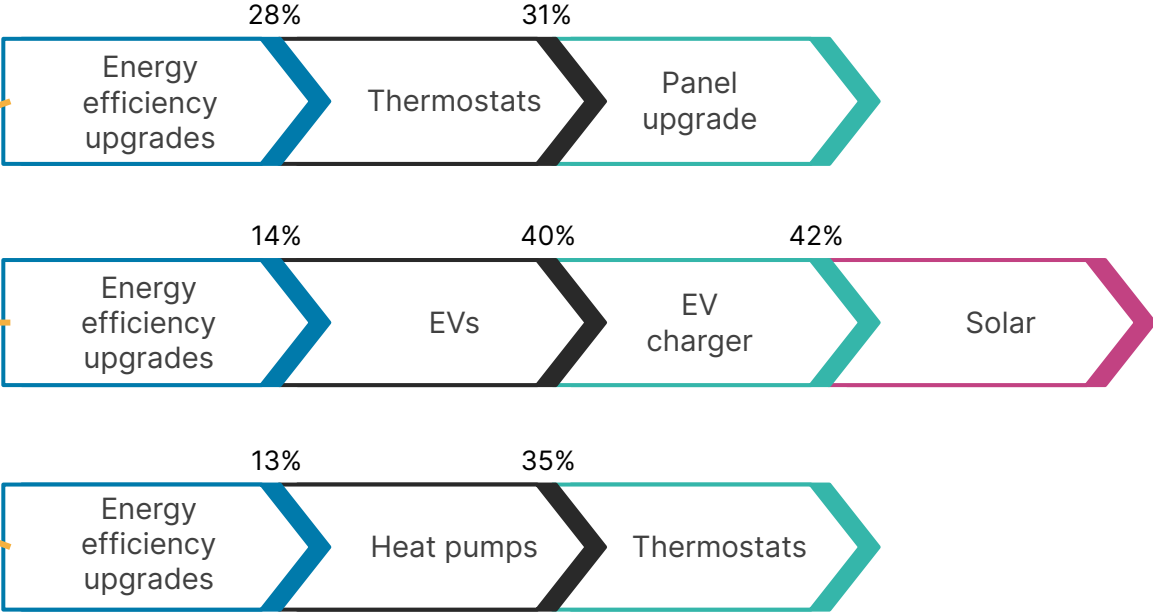 28% 31%
Energy
efficiency
upgrades
Thermostats
Panel
upgrade
14% 40% 42%
Energy
efficiency
upgrades
EVs
EV
charger
Solar
13% 35%
Energy
efficiency
upgrades
Heat pumps
Thermostats